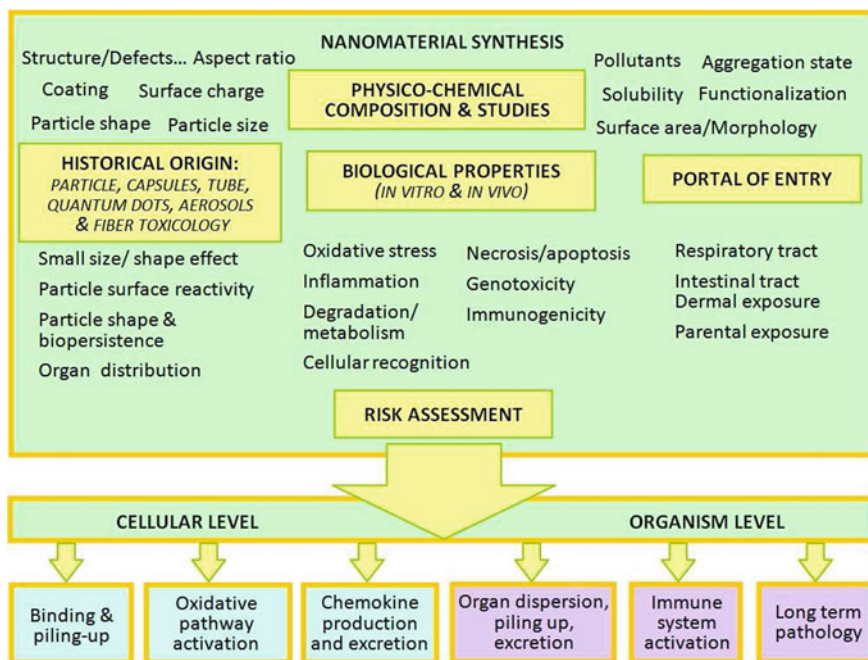 NANOMATERIAL SYNTHESIS
Structure/Defects... Aspect ratio
Coating Surface charge
Particle shape Particle size
PHYSICO-CHEMICAL
COMPOSITION & STUDIES
Pollutants Aggregation state
Solubility Functionalization
Surface area/Morphology
HISTORICAL ORIGIN:
PARTICLE, CAPSULES, TUBE,
QUANTUM DOTS, AEROSOLS
& FIBER TOXICOLOGY
Small size/ shape effect
Particle surface reactivity
Particle shape &
biopersistence
Organ distribution
BIOLOGICAL PROPERTIES
(IN VITRO & IN VIVO)
Oxidative stress
Inflammation
Degradation/
metabolism
Cellular recognition
Necrosis/apoptosis
Genotoxicity
Immunogenicity
PORTAL OF ENTRY
Respiratory tract
Intestinal tract
Dermal exposure
Parental exposure
RISK ASSESSMENT
CELLULAR LEVEL
ORGANISM LEVEL
Binding &
piling-up
Oxidative
pathway
activation
Chemokine
production
and excretion
Organ dispersion,
piling up,
excretion
Immune
system
activation
Long term
pathology